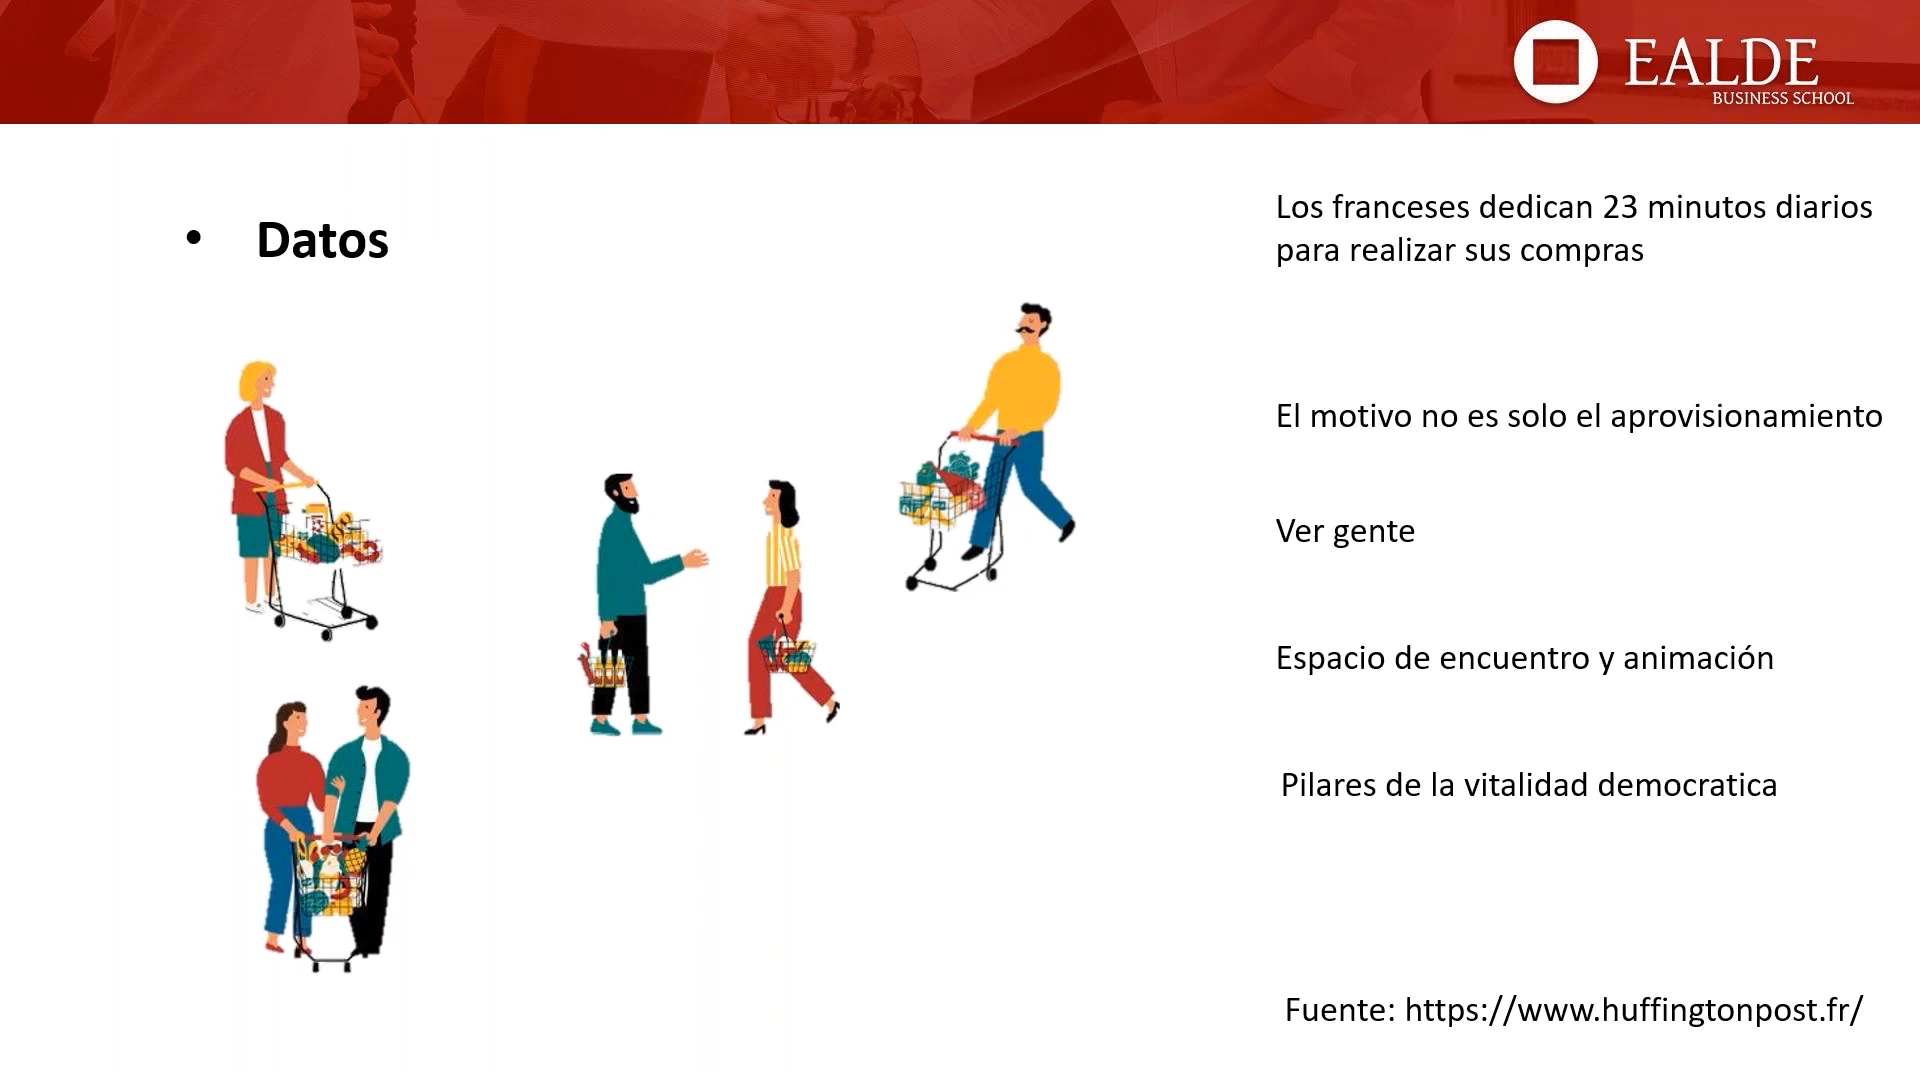 EALDE
BUSINESS SCHOOL
• Datos
Los franceses dedican 23 minutos diarios
para realizar sus compras
El motivo no es solo el aprovisionamiento
Ver gente
Espacio de encuentro y animación
Pilares de la vitalidad democratica
Fuente: https://www.huffingtonpost.fr/